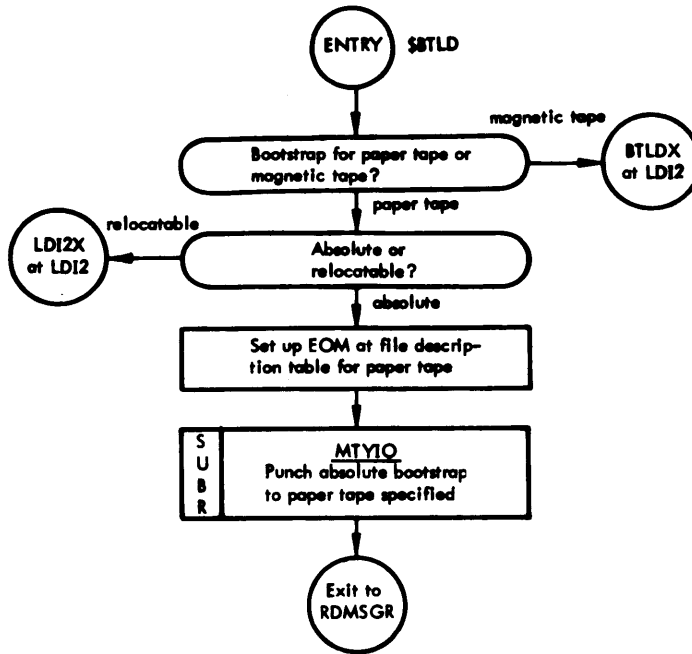 ENTRY $BTLD
magnetic tape
Bootstrap for paper tape or
magnetic tape?
BTLDX
at LDI2
paper tape
relocatable
LDI2X
at LDI2
Absolute or
relocatable?
absolute
Set up EOM at file descrip-
tion table for paper tape
S
U
B
R
MTYIO
Punch absolute bootstrap
to paper tape specified
Exit to
RDMSGR